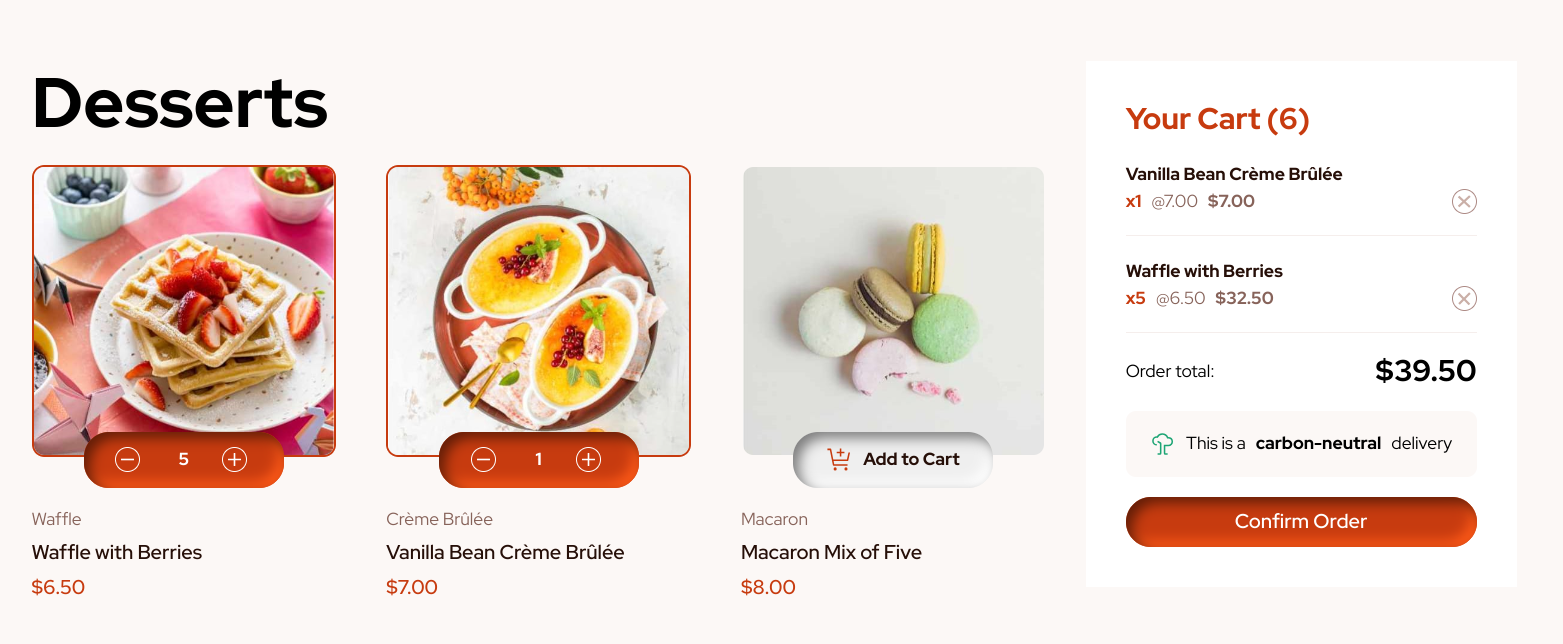 Desserts
5
Waffle
Waffle with Berries
$6.50
1
Crème Brûlée
Vanilla Bean Crème Brûlée
$7.00
Add to Cart
Macaron
Macaron Mix of Five
$8.00
Your Cart (6)
Vanilla Bean Crème Brûlée
x1 @7.00 $7.00
Waffle with Berries
x5 @6.50 $32.50
Order total: $39.50
This is a carbon-neutral delivery
Confirm Order